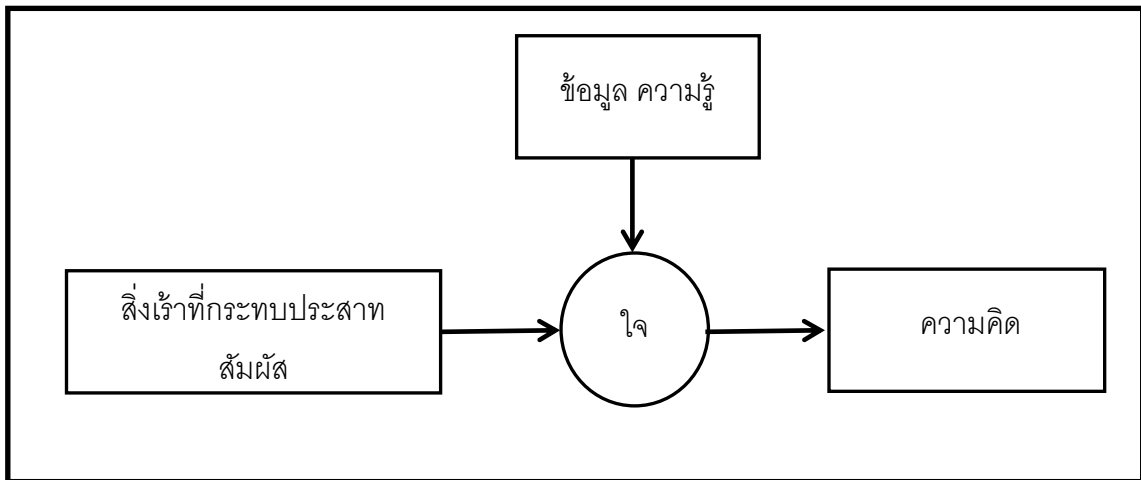 ข้อมูล ความรู้
สิ่งเร้าที่กระทบประสาท
สัมผัส
ใจ
ความคิด